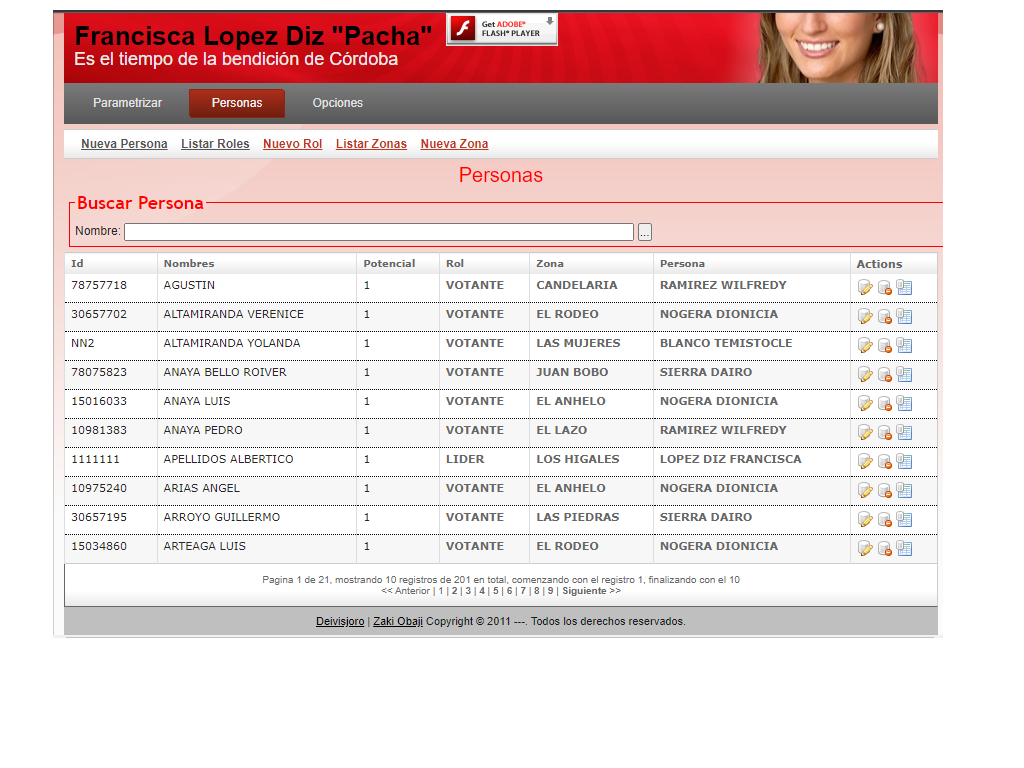 Francisca Lopez Diz "Pacha"
Es el tiempo de la bendición de Córdoba
Get ADOBE®
FLASH® PLAYER
Parametrizar Personas Opciones
Nueva Persona Listar Roles Nuevo Rol Listar Zonas Nueva Zona
Personas
Buscar Persona
Nombre: ...
Id Nombres Potencial Rol Zona Persona Actions
78757718 AGUSTIN 1 VOTANTE CANDELARIA RAMIREZ WILFREDY
30657702 ALTAMIRANDA VERENICE 1 VOTANTE EL RODEO NOGERA DIONICIA
NN2 ALTAMIRANDA YOLANDA 1 VOTANTE LAS MUJERES BLANCO TEMISTOCLE
78075823 ANAYA BELLO ROIVER 1 VOTANTE JUAN BOBO SIERRA DAIRO
15016033 ANAYA LUIS 1 VOTANTE EL ANHELO NOGERA DIONICIA
10981383 ANAYA PEDRO 1 VOTANTE EL LAZO RAMIREZ WILFREDY
1111111 APELLIDOS ALBERTICO 1 LIDER LOS HIGALES LOPEZ DIZ FRANCISCA
10975240 ARIAS ANGEL 1 VOTANTE EL ANHELO NOGERA DIONICIA
30657195 ARROYO GUILLERMO 1 VOTANTE LAS PIEDRAS SIERRA DAIRO
15034860 ARTEAGA LUIS 1 VOTANTE EL RODEO NOGERA DIONICIA
Pagina 1 de 21, mostrando 10 registros de 201 en total, comenzando con el registro 1, finalizando con el 10
<< Anterior | 1 | 2 | 3 | 4 | 5 | 6 | 7 | 8 | 9 | Siguiente >>
Deivisjoro | Zaki Obaji Copyright © 2011 ---. Todos los derechos reservados.